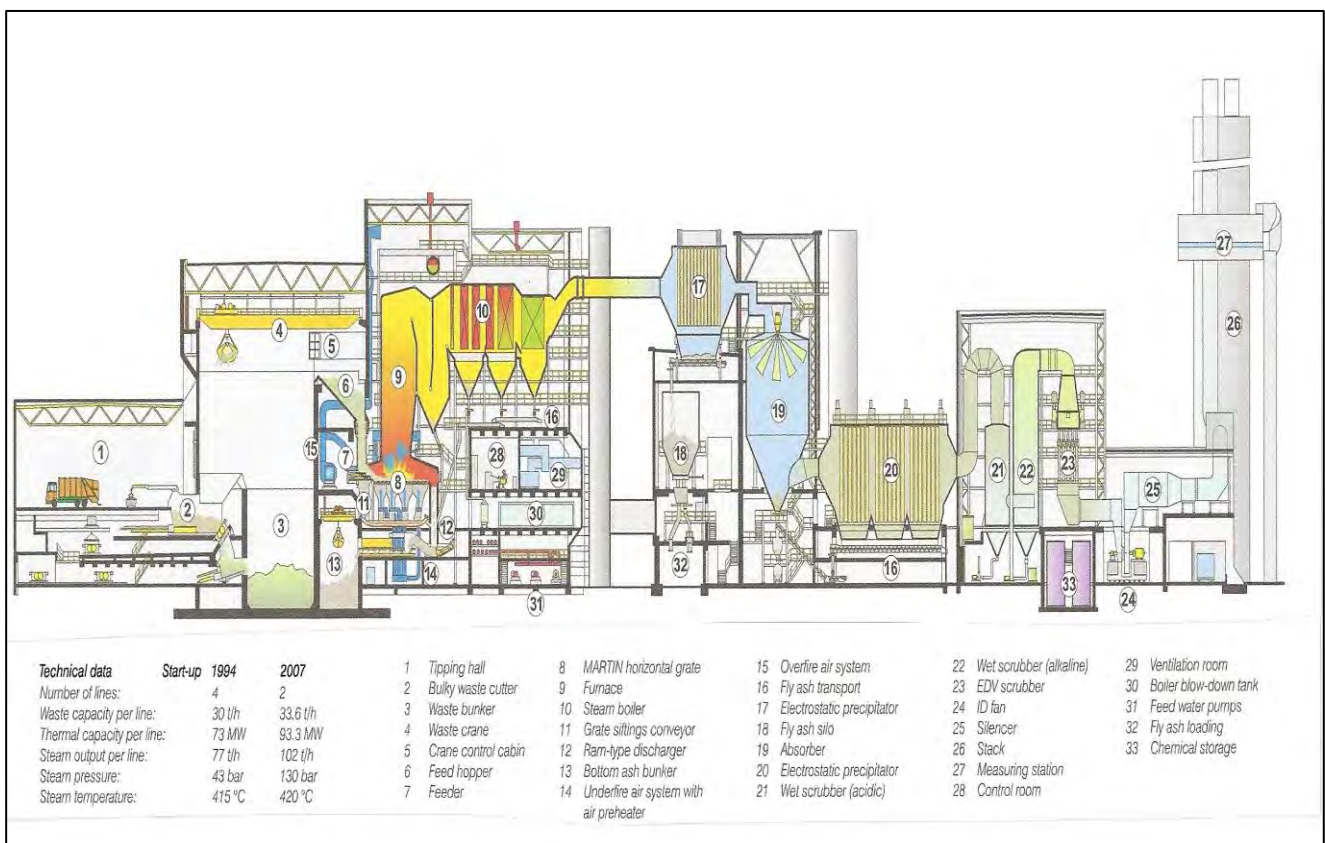 27
4
5
17
10
6
9
26
19
1
16
15
7
28
29
18
21
22
23
8
20
25
2
11
3
12
30
13
14
32
16
33
31
24
Technical data Start-up 1994 2007
Number of lines: 4 2
Waste capacity per line: 30 t/h 33.6 t/h
Thermal capacity per line: 73 MW 93.3 MW
Steam output per line: 77 t/h 102 t/h
Steam pressure: 43 bar 130 bar
Steam temperature: 415 °C 420 °C
1 Tipping hall
2 Bulky waste cutter
3 Waste bunker
4 Waste crane
5 Crane control cabin
6 Feed hopper
7 Feeder
8 MARTIN horizontal grate
9 Furnace
10 Steam boiler
11 Grate siftings conveyor
12 Ram-type discharger
13 Bottom ash bunker
14 Underfire air system with
air preheater
15 Overfire air system
16 Fly ash transport
17 Electrostatic precipitator
18 Fly ash silo
19 Absorber
20 Electrostatic precipitator
21 Wet scrubber (acidic)
22 Wet scrubber (alkaline)
23 EDV scrubber
24 ID fan
25 Silencer
26 Stack
27 Measuring station
28 Control room
29 Ventilation room
30 Boiler blow-down tank
31 Feed water pumps
32 Fly ash loading
33 Chemical storage